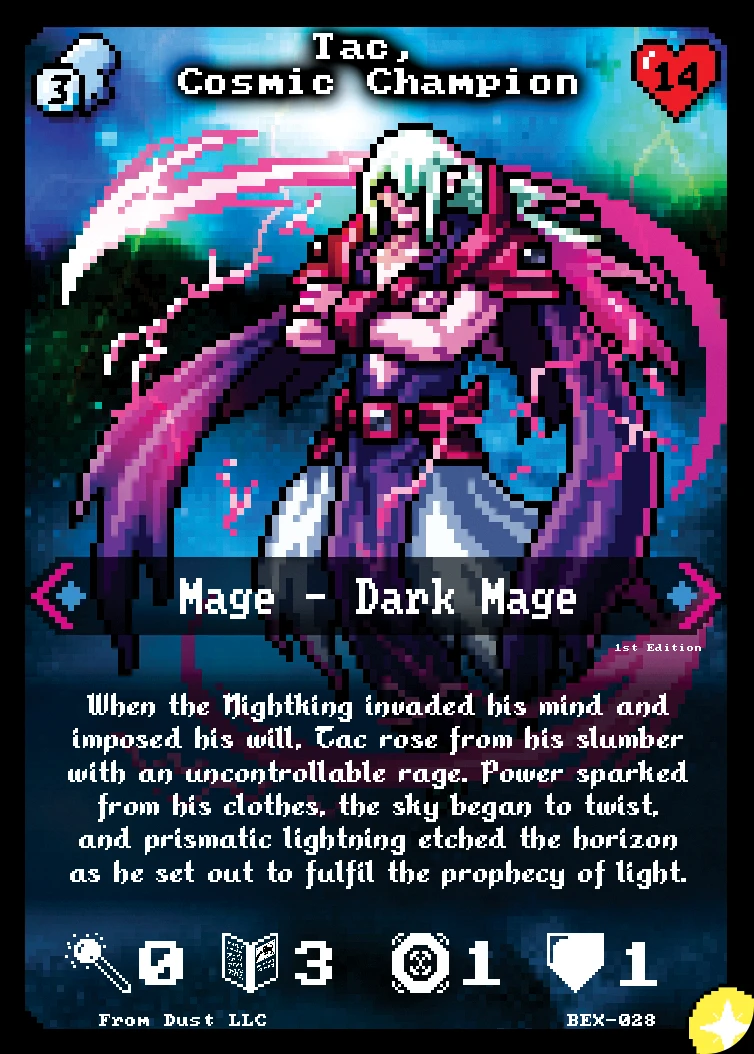 Tac,
Cosmic Champion
3
14
Mage - Dark Mage
1st Edition
When the Nightking invaded his mind and
imposed his will, Tac rose from his slumber
with an uncontrollable rage. Power sparked
from his clothes, the sky began to twist,
and prismatic lightning etched the horizon
as he set out to fulfil the prophecy of light.
0 3 1 1
From Dust LLC BEX-028